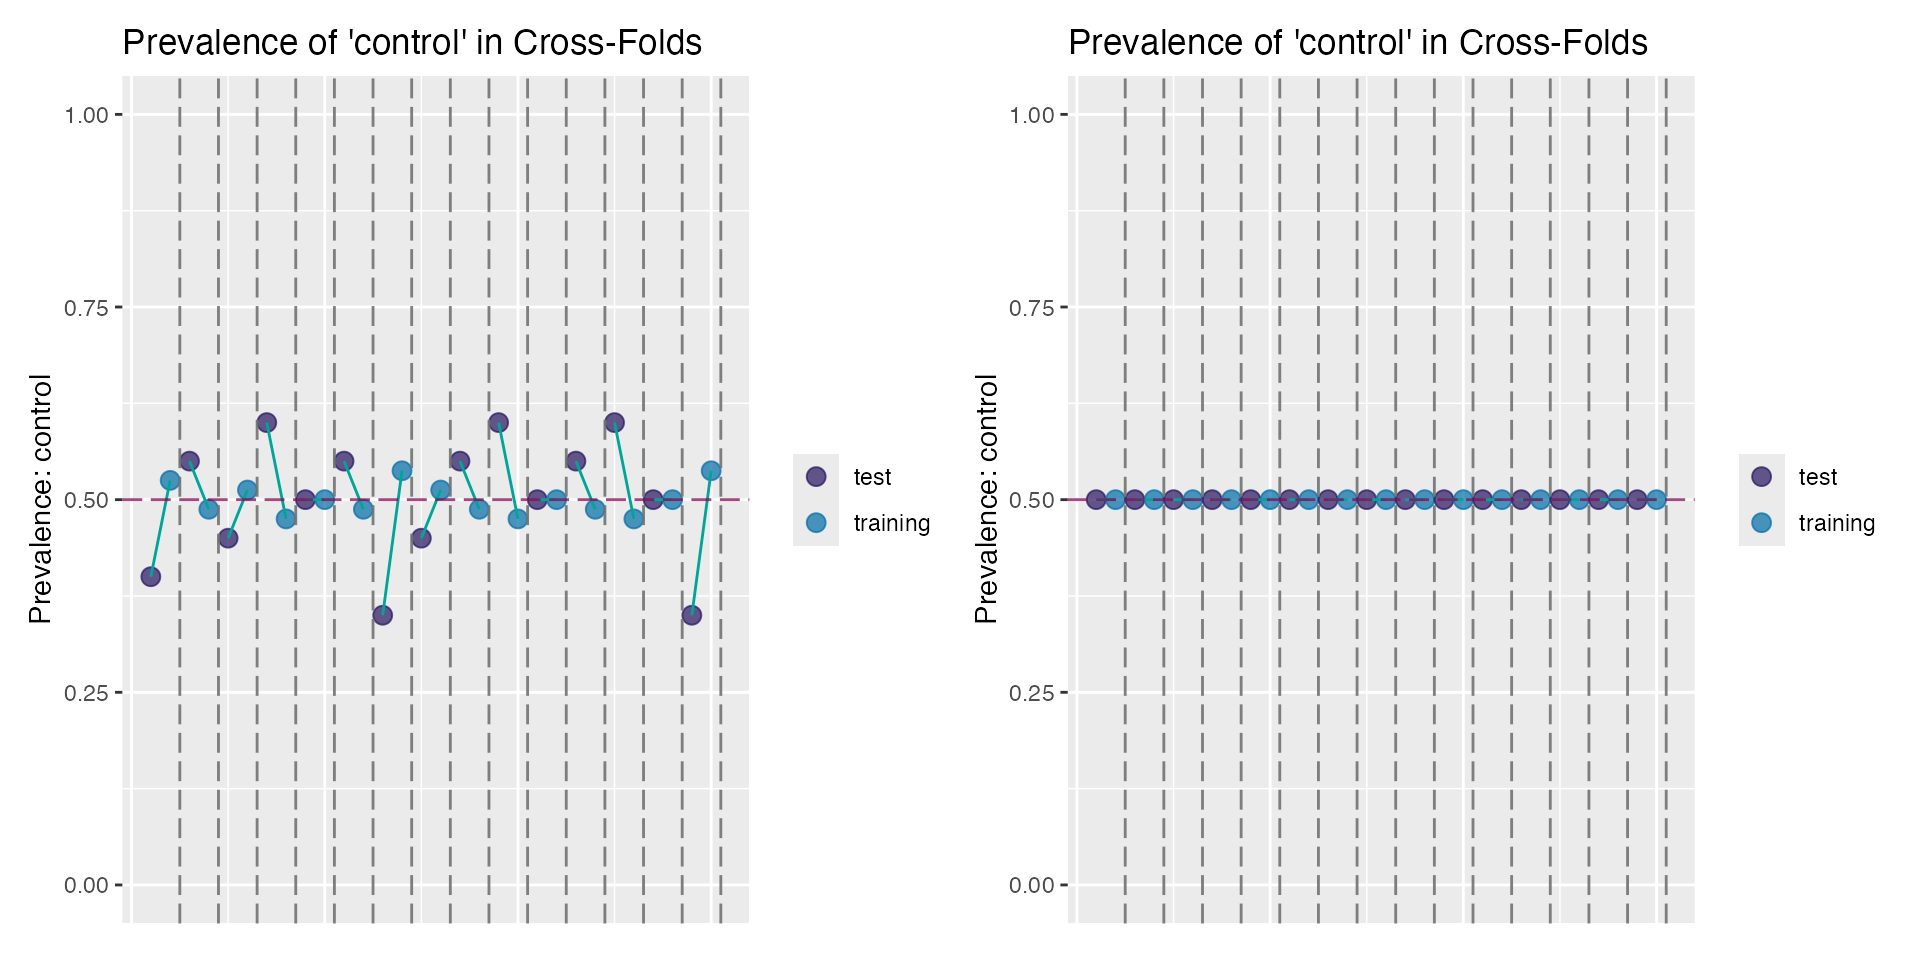 Prevalence of 'control' in Cross-Folds
Prevalence: control
1.00
0.75
0.50
0.25
0.00
test
training
Prevalence of 'control' in Cross-Folds
Prevalence: control
1.00
0.75
0.50
0.25
0.00
test
training